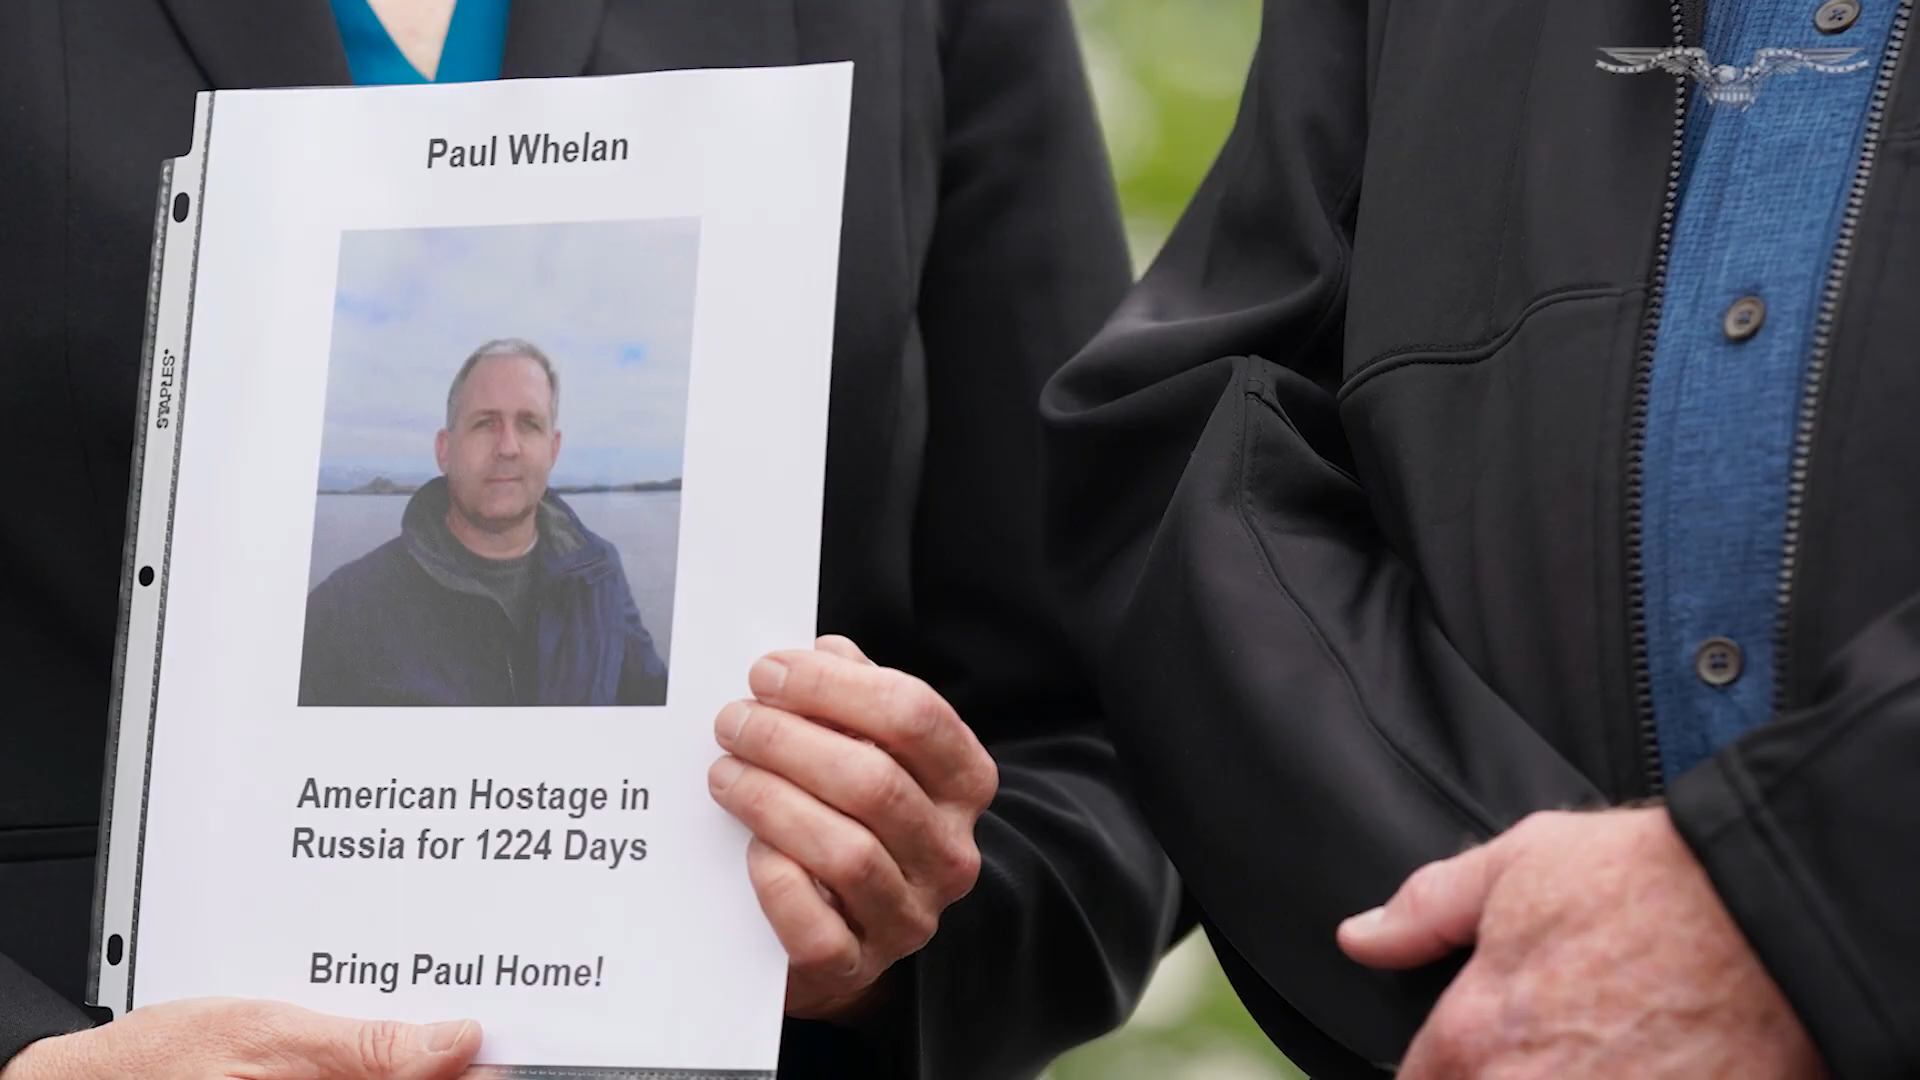 Paul Whelan
STAPLES
American Hostage in
Russia for 1224 Days
Bring Paul Home!